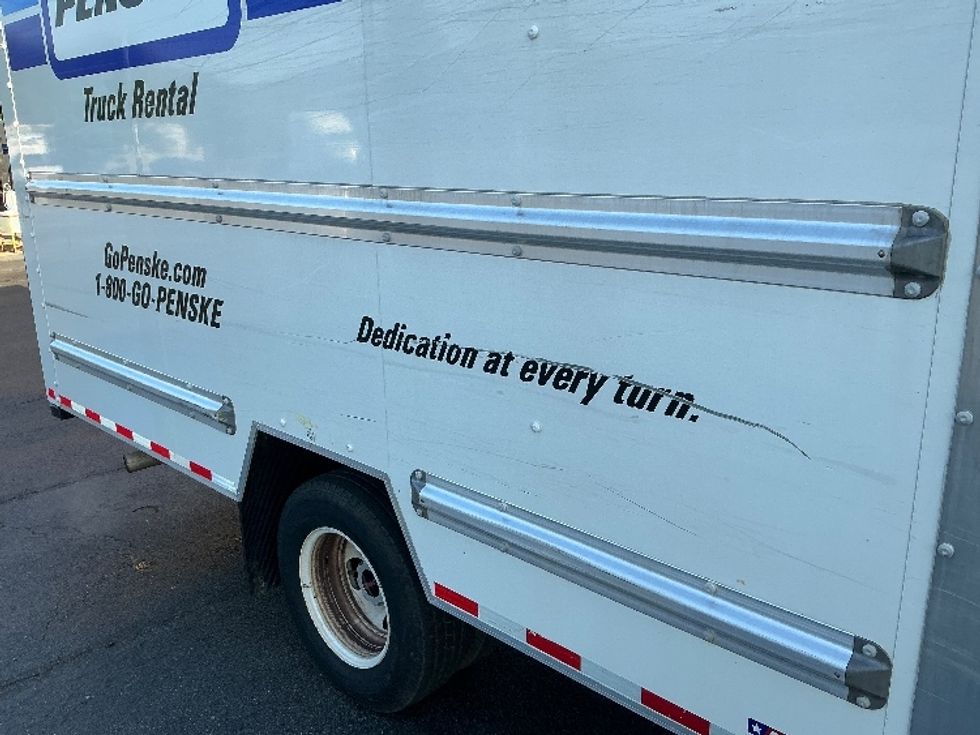 Truck Rental
GoPenske.com
1-800-GO-PENSKE
Dedication at every turn.